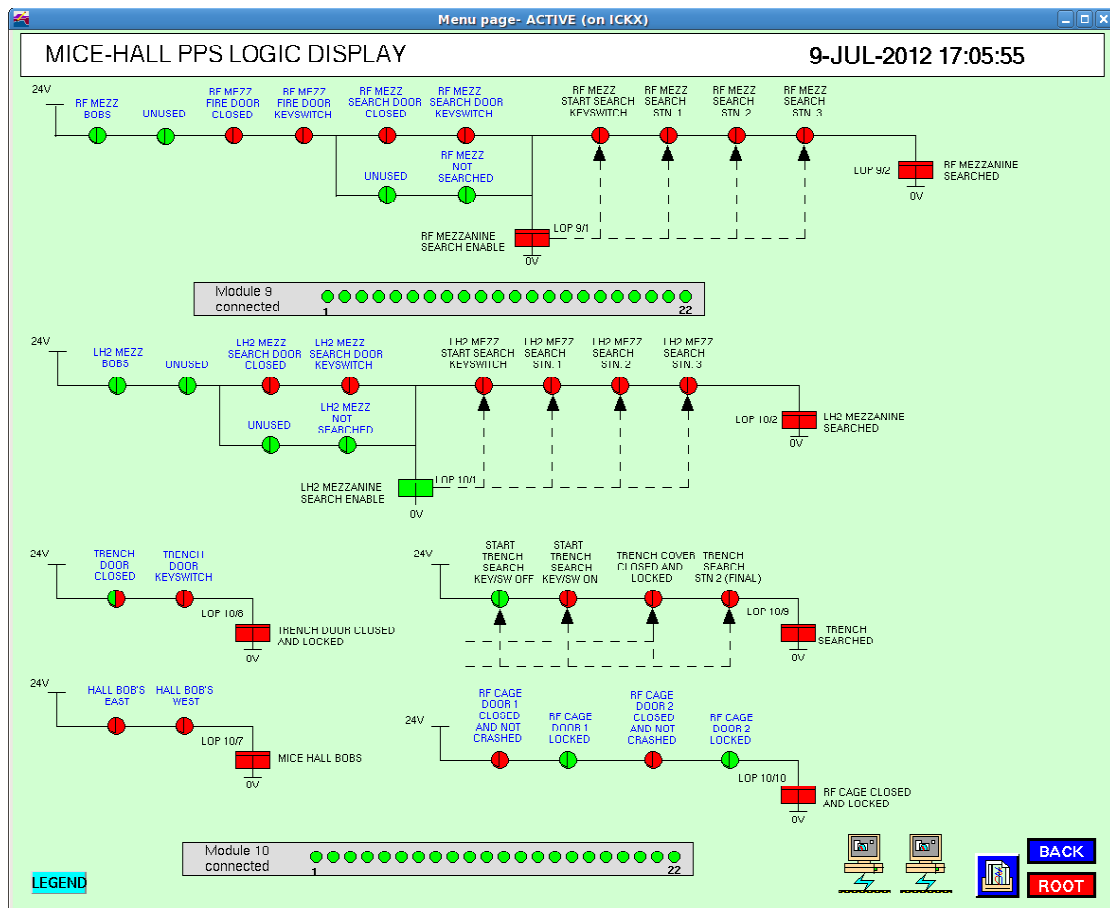 Menu page- ACTIVE (on ICKX)
MICE-HALL PPS LOGIC DISPLAY
9-JUL-2012 17:05:55
24V
RF MEZZ
BOBS
UNUSED
RF MEZZ
FIRE DOOR
CLOSED
RF MEZZ
FIRE DOOR
KEYSWITCH
RF MEZZ
SEARCH DOOR
CLOSED
RF MEZZ
SEARCH DOOR
KEYSWITCH
RF MEZZ
START SEARCH
KEYSWITCH
RF MEZZ
SEARCH
STN. 1
RF MEZZ
SEARCH
STN. 2
RF MEZZ
SEARCH
STN. 3
UNUSED
RF MEZZ
NOT
SEARCHED
LOP 9/2
RF MEZZANINE
SEARCHED
0V
RF MEZZANINE
SEARCH ENABLE
LOP 9/1
0V
Module 9
connected
1
22
24V
LH2 MEZZ
BOBS
UNUSED
LH2 MEZZ
SEARCH DOOR
CLOSED
LH2 MEZZ
SEARCH DOOR
KEYSWITCH
LH2 MEZZ
START SEARCH
KEYSWITCH
LH2 MEZZ
SEARCH
STN. 1
LH2 MEZZ
SEARCH
STN. 2
LH2 MEZZ
SEARCH
STN. 3
UNUSED
LH2 MEZZ
NOT
SEARCHED
LOP 10/2
LH2 MEZZANINE
SEARCHED
0V
LH2 MEZZANINE
SEARCH ENABLE
LOP 10/1
0V
24V
TRENCH
DOOR
CLOSED
TRENCH
DOOR
KEYSWITCH
LOP 10/8
TRENCH DOOR CLOSED
AND LOCKED
0V
24V
START
TRENCH
SEARCH
KEY/SW OFF
START
TRENCH
SEARCH
KEY/SW ON
TRENCH COVER
CLOSED AND
LOCKED
TRENCH
SEARCH
STN 2 (FINAL)
LOP 10/9
TRENCH
SEARCHED
0V
24V
HALL BOB'S
EAST
HALL BOB'S
WEST
LOP 10/7
MICE HALL BOBS
0V
24V
RF CAGE
DOOR 1
CLOSED
AND NOT
CRASHED
RF CAGE
DOOR 1
LOCKED
RF CAGE
DOOR 2
CLOSED
AND NOT
CRASHED
RF CAGE
DOOR 2
LOCKED
LOP 10/10
RF CAGE CLOSED
AND LOCKED
0V
Module 10
connected
1
22
LEGEND
BACK
ROOT